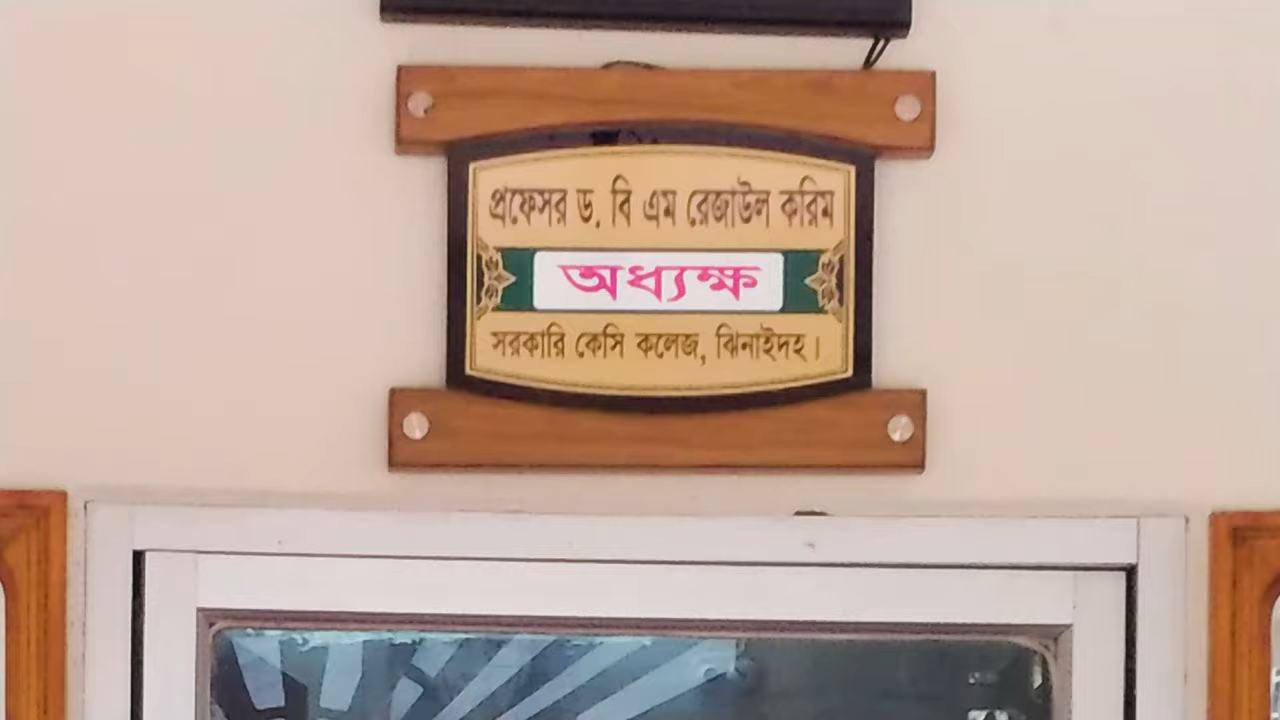 প্রফেসর ড. বি এম রেজাউল করিম
অধ্যক্ষ
সরকারি কেসি কলেজ, ঝিনাইদহ।